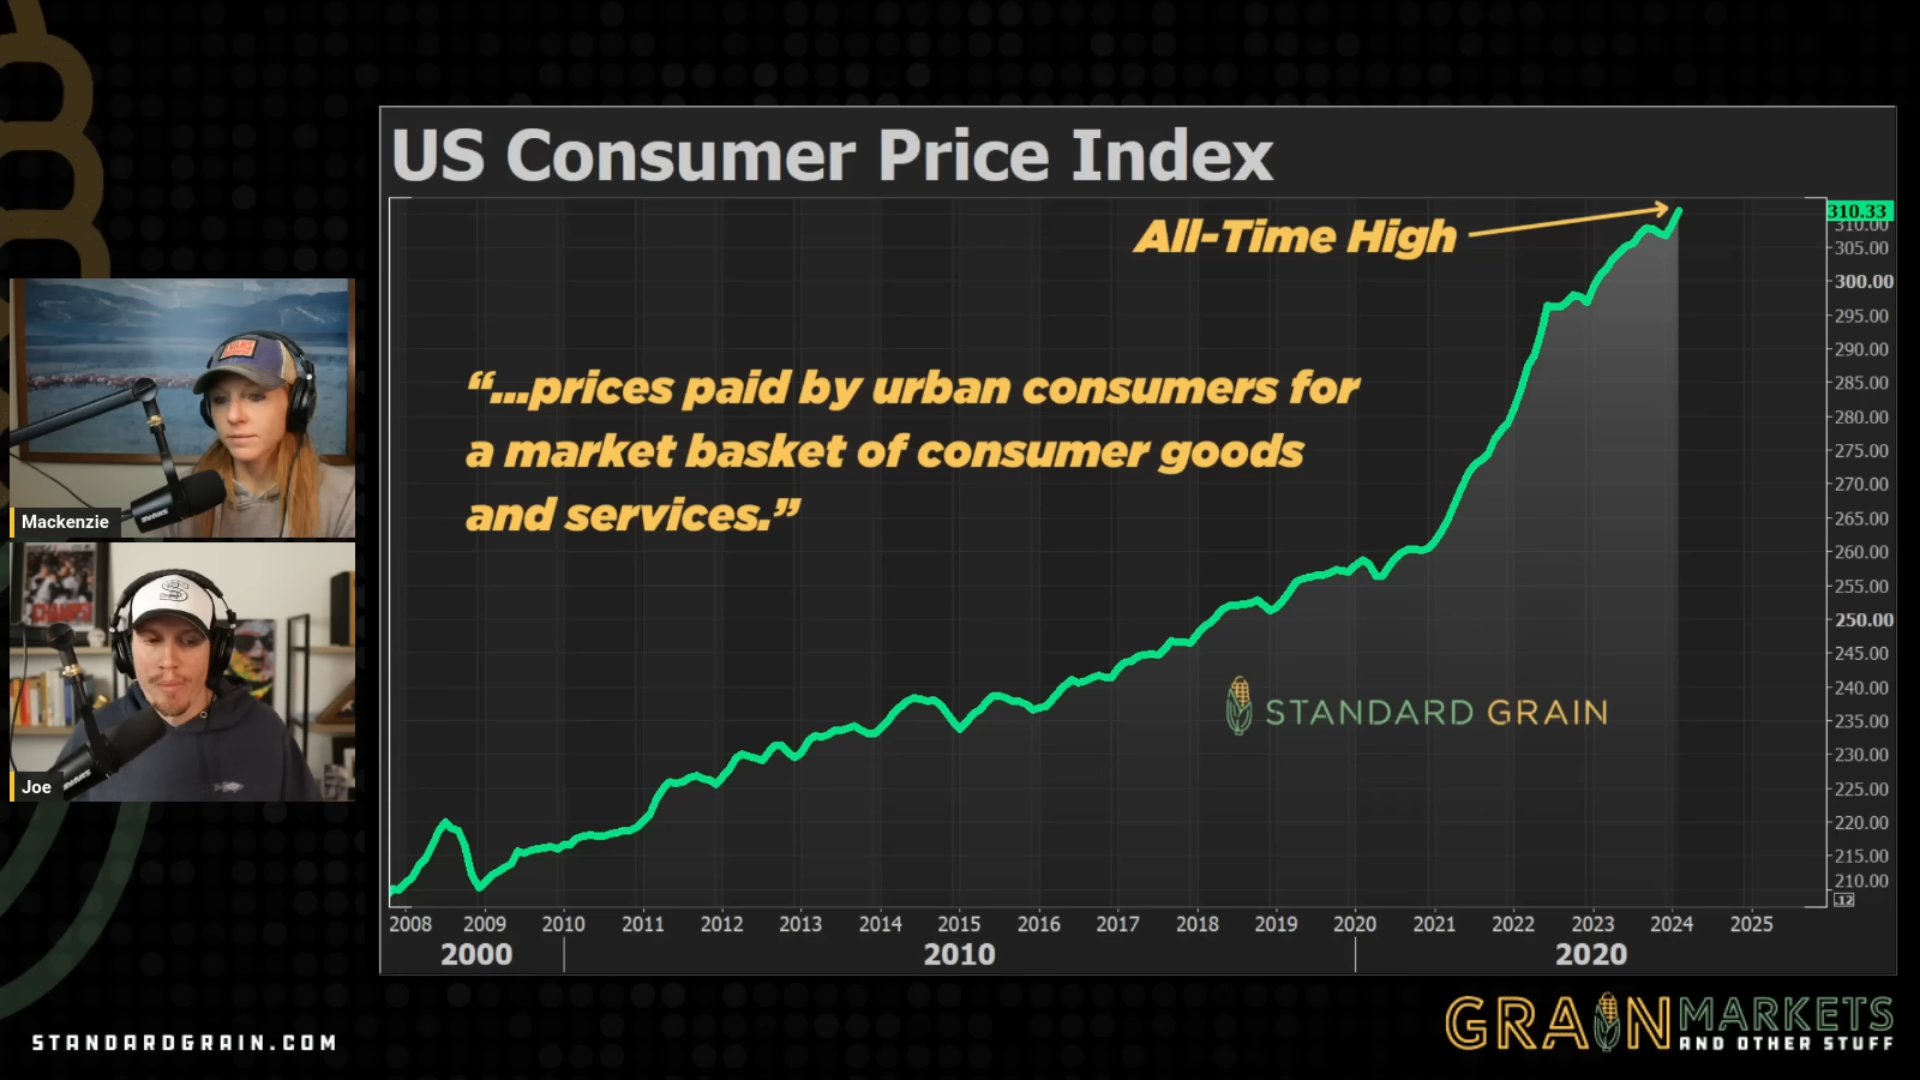 US Consumer Price Index
All-Time High
“...prices paid by urban consumers for
a market basket of consumer goods
and services.”
310.33
310.00
305.00
300.00
295.00
290.00
285.00
280.00
275.00
270.00
265.00
260.00
255.00
250.00
245.00
240.00
235.00
230.00
225.00
220.00
215.00
210.00
.12
STANDARD GRAIN
2008 2009 2010 2011 2012 2013 2014 2015 2016 2017 2018 2019 2020 2021 2022 2023 2024 2025
2000 2010 2020
Mackenzie
CHAMPS!
Joe
STANDARDGRAIN.COM
GRAIN MARKETS
AND OTHER STUFF